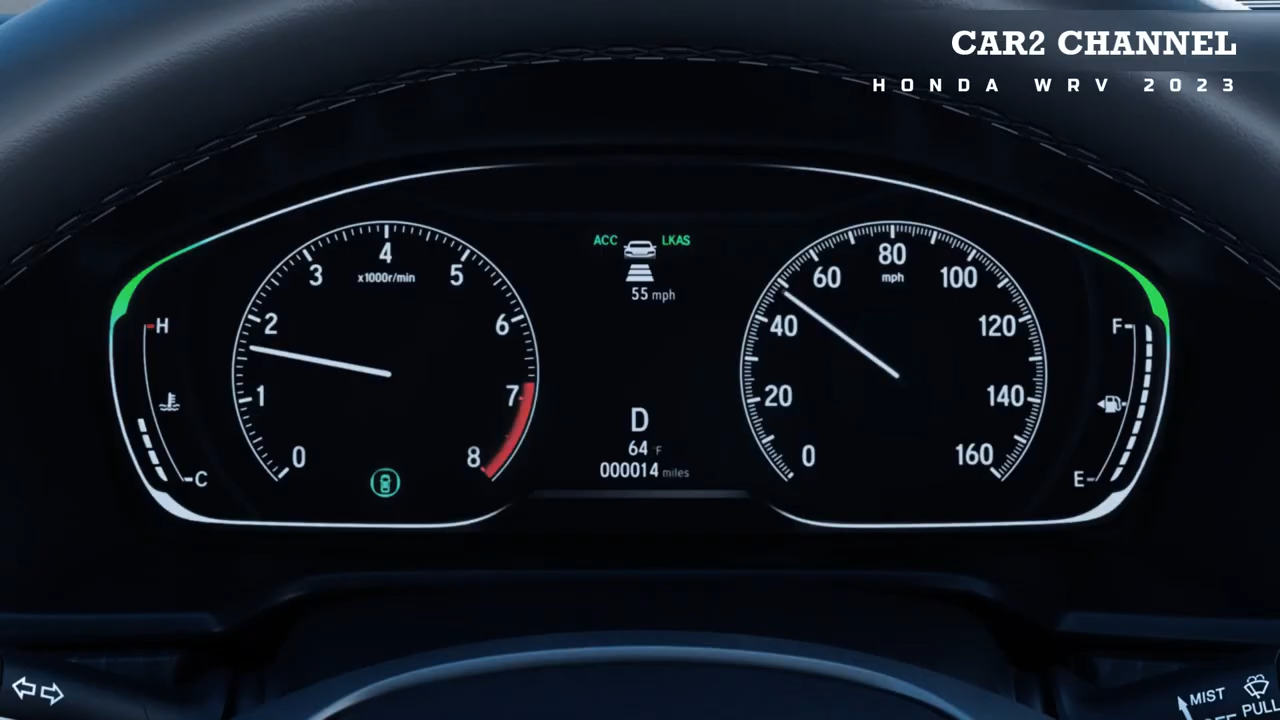 CAR2 CHANNEL
HONDA WRV 2023
ACC LKAS
55 mph
0 1 2 3 4 5 6 7 8
x1000r/min
0 20 40 60 80 100 120 140 160
mph
H
C
F
E
D
64 °F
000014 miles
MIST
PULL